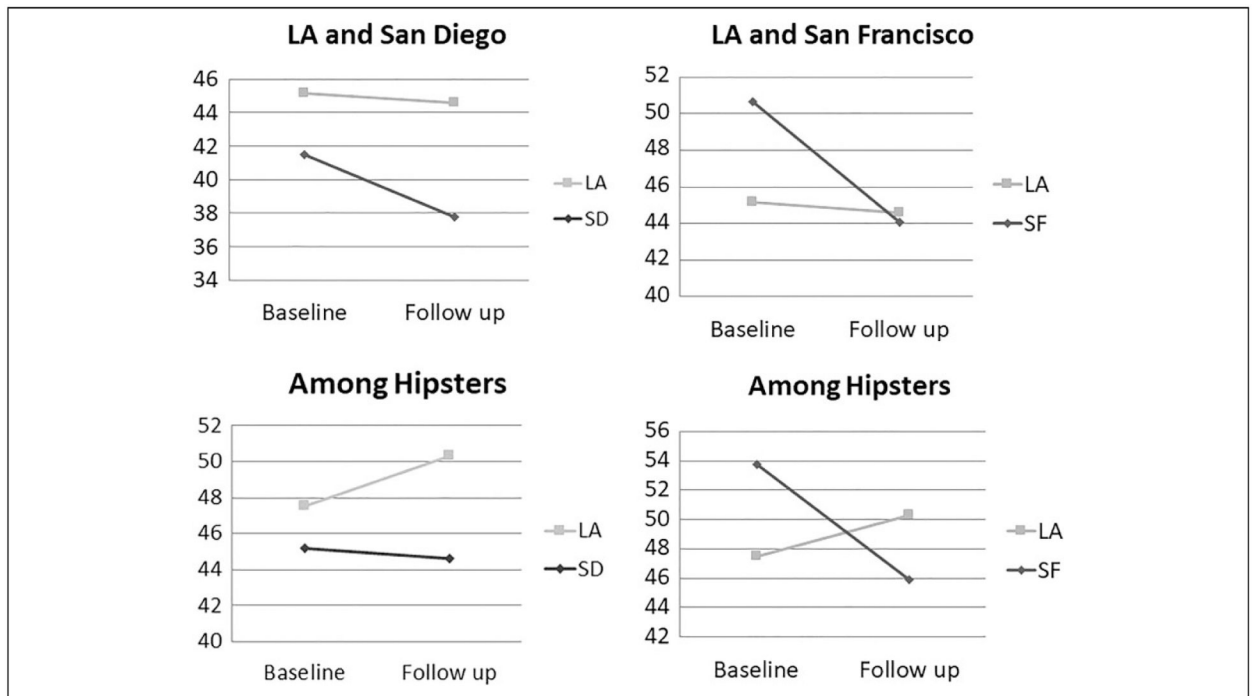 LA and San Diego
46
44
42
40
38
36
34
Baseline Follow up
LA
SD
LA and San Francisco
52
50
48
46
44
42
40
Baseline Follow up
LA
SF
Among Hipsters
52
50
48
46
44
42
40
Baseline Follow up
LA
SD
Among Hipsters
56
54
52
50
48
46
44
42
Baseline Follow up
LA
SF